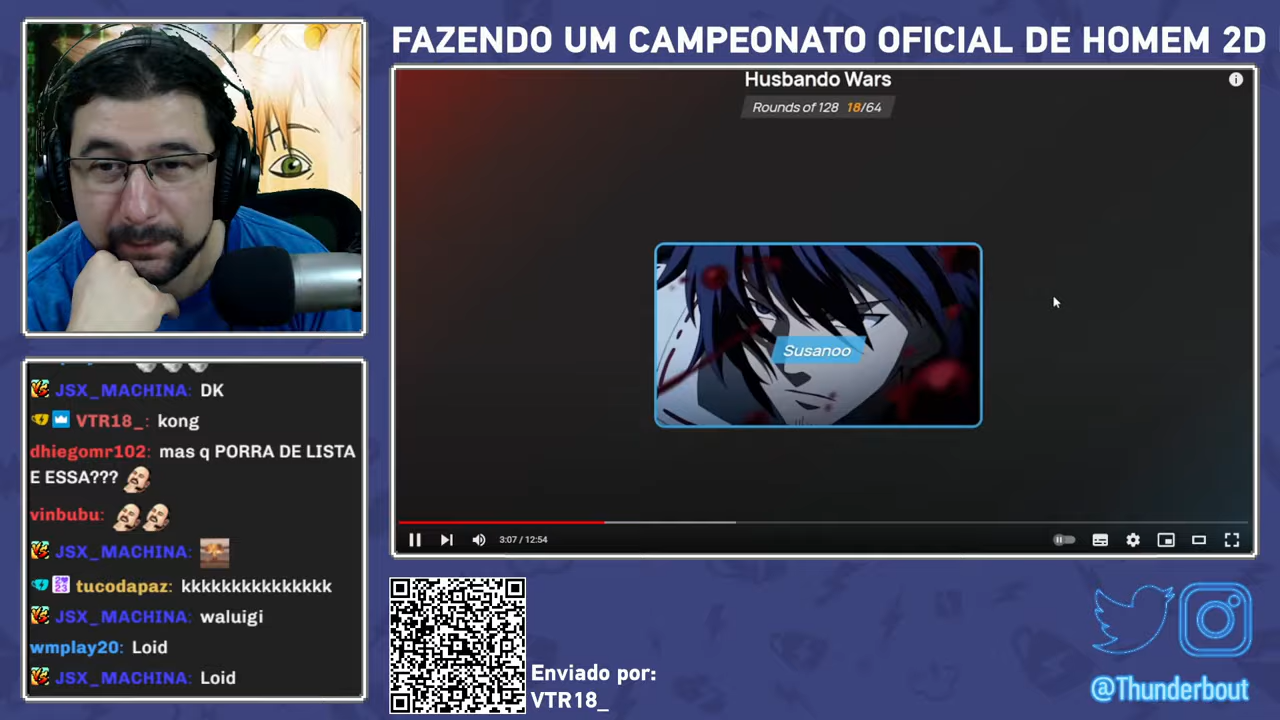 FAZENDO UM CAMPEONATO OFICIAL DE HOMEM 2D
Husbando Wars
Rounds of 128 18/64
Susanoo
3:07 / 12:54
JSX_MACHINA: DK
VTR18_: kong
dhiegomr102: mas q PORRA DE LISTA
E ESSA???
vinbubu:
JSX_MACHINA:
tucodapaz: kkkkkkkkkkkkkkk
JSX_MACHINA: waluigi
wmplay20: Loid
JSX_MACHINA: Loid
Enviado por:
VTR18_
@Thunderbout